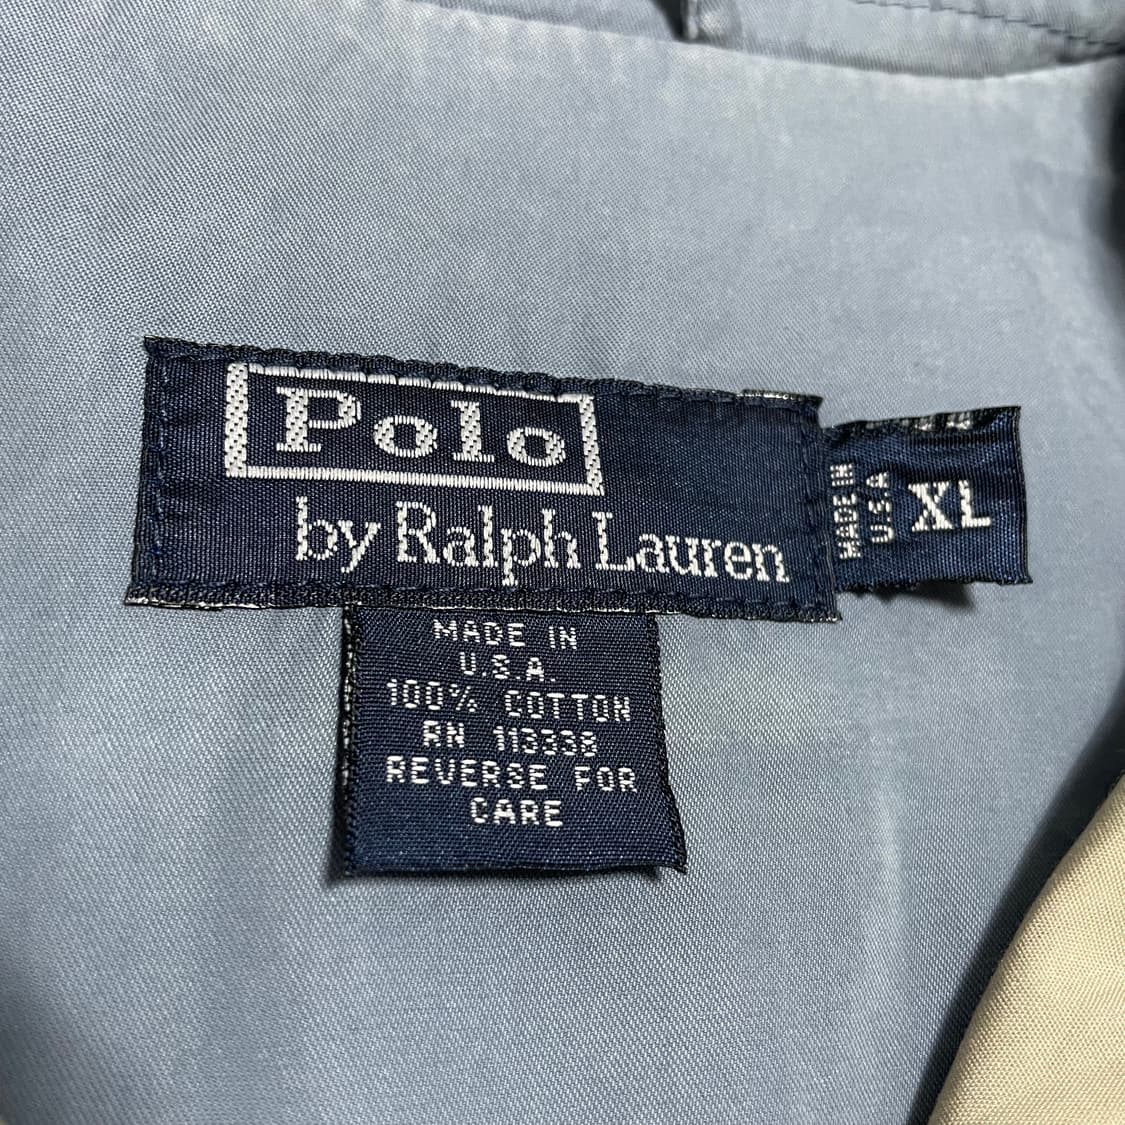 Polo
by Ralph Lauren
MADE IN
U.S.A
XL
MADE IN
U.S.A.
100% COTTON
RN 113338
REVERSE FOR
CARE